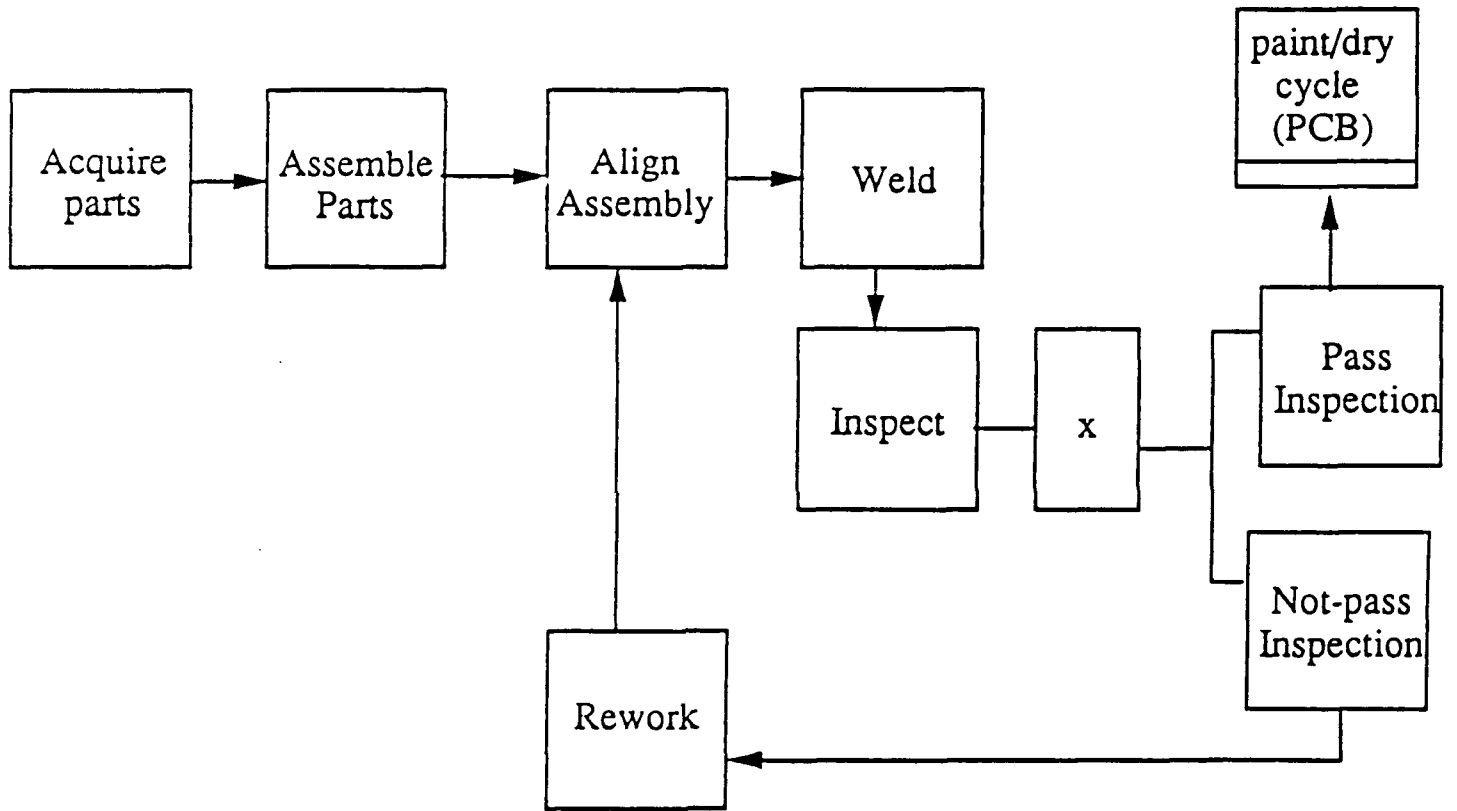 Acquire
parts
Assemble
Parts
Align
Assembly
Weld
paint/dry
cycle
(PCB)
Inspect
x
Pass
Inspection
Not-pass
Inspection
Rework